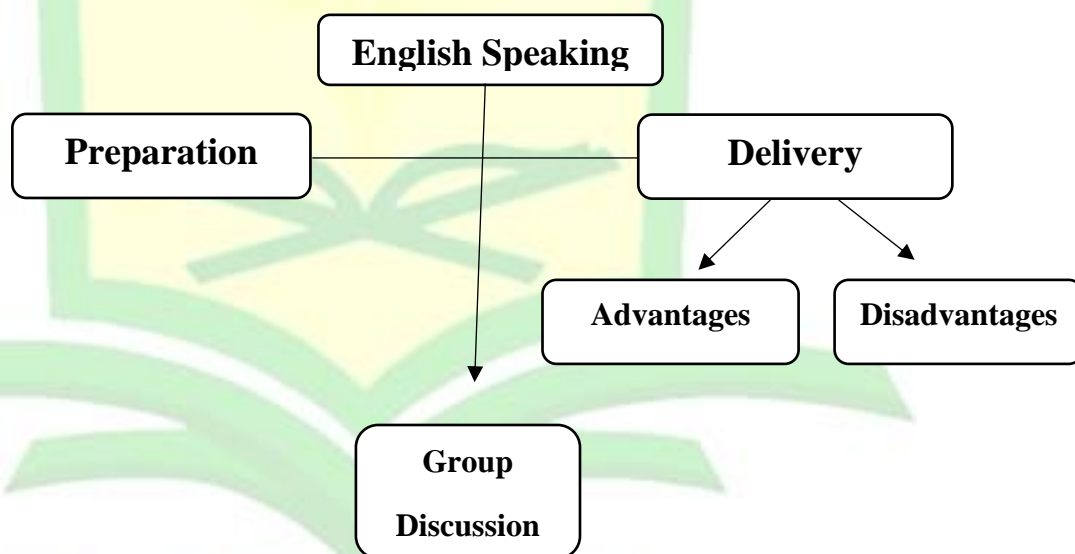 English Speaking
Preparation
Delivery
Advantages
Disadvantages
Group
Discussion